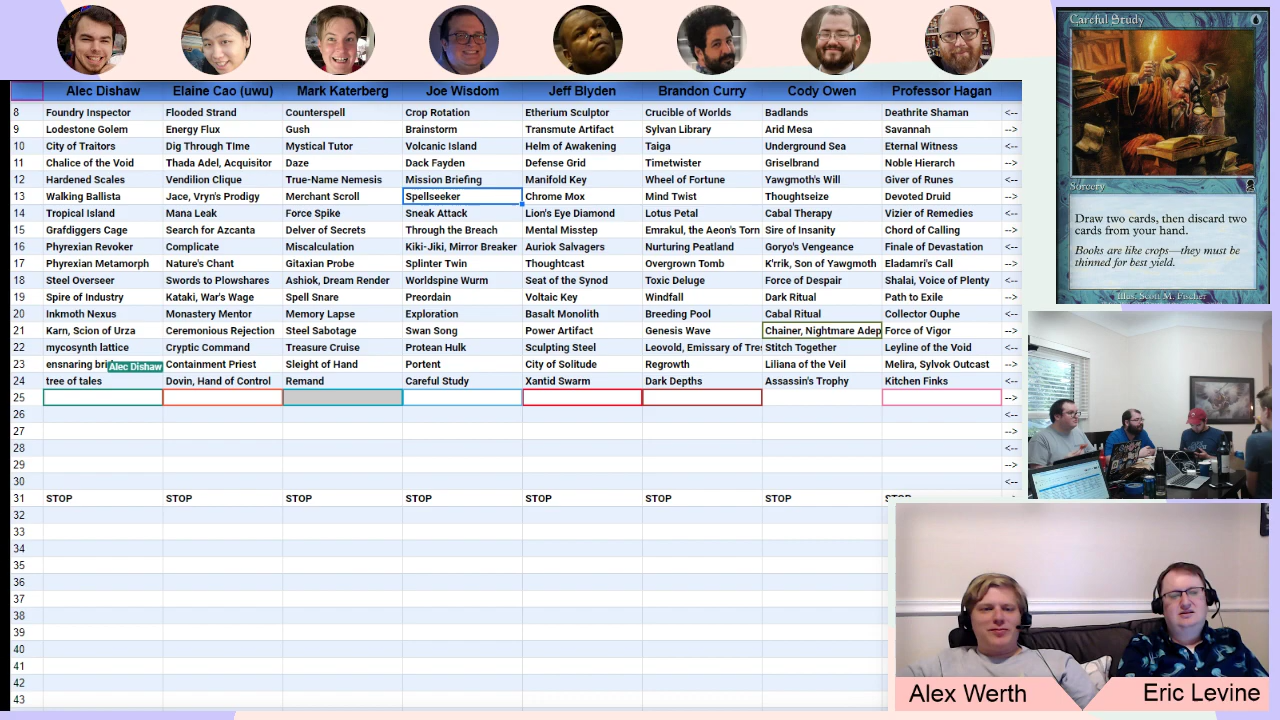 Alec Dishaw Elaine Cao (uwu) Mark Katerberg Joe Wisdom Jeff Blyden Brandon Curry Cody Owen Professor Hagan
8 Foundry Inspector Flooded Strand Counterspell Crop Rotation Etherium Sculptor Crucible of Worlds Badlands Deathrite Shaman <--
9 Lodestone Golem Energy Flux Gush Brainstorm Transmute Artifact Sylvan Library Arid Mesa Savannah -->
10 City of Traitors Dig Through TIme Mystical Tutor Volcanic Island Helm of Awakening Taiga Underground Sea Eternal Witness <--
11 Chalice of the Void Thada Adel, Acquisitor Daze Dack Fayden Defense Grid Timetwister Griselbrand Noble Hierarch -->
12 Hardened Scales Vendilion Clique True-Name Nemesis Mission Briefing Manifold Key Wheel of Fortune Yawgmoth's Will Giver of Runes <--
13 Walking Ballista Jace, Vryn's Prodigy Merchant Scroll Spellseeker Chrome Mox Mind Twist Thoughtseize Devoted Druid -->
14 Tropical Island Mana Leak Force Spike Sneak Attack Lion's Eye Diamond Lotus Petal Cabal Therapy Vizier of Remedies <--
15 Grafdiggers Cage Search for Azcanta Delver of Secrets Through the Breach Mental Misstep Emrakul, the Aeon's Torn Sire of Insanity Chord of Calling -->
16 Phyrexian Revoker Complicate Miscalculation Kiki-Jiki, Mirror Breaker Auriok Salvagers Nurturing Peatland Goryo's Vengeance Finale of Devastation <--
17 Phyrexian Metamorph Nature's Chant Gitaxian Probe Splinter Twin Thoughtcast Overgrown Tomb K'rrik, Son of Yawgmoth Eladamri's Call -->
18 Steel Overseer Swords to Plowshares Ashiok, Dream Render Worldspine Wurm Seat of the Synod Toxic Deluge Force of Despair Shalai, Voice of Plenty <--
19 Spire of Industry Kataki, War's Wage Spell Snare Preordain Voltaic Key Windfall Dark Ritual Path to Exile -->
20 Inkmoth Nexus Monastery Mentor Memory Lapse Exploration Basalt Monolith Breeding Pool Cabal Ritual Collector Ouphe <--
21 Karn, Scion of Urza Ceremonious Rejection Steel Sabotage Swan Song Power Artifact Genesis Wave Chainer, Nightmare Adep Force of Vigor -->
22 mycosynth lattice Cryptic Command Treasure Cruise Protean Hulk Sculpting Steel Leovold, Emissary of Tres Stitch Together Leyline of the Void <--
23 ensnaring bri Alec Dishaw Containment Priest Sleight of Hand Portent City of Solitude Regrowth Liliana of the Veil Melira, Sylvok Outcast -->
24 tree of tales Dovin, Hand of Control Remand Careful Study Xantid Swarm Dark Depths Assassin's Trophy Kitchen Finks <--
25 -->
26 <--
27 -->
28 <--
29 -->
30 <--
31 STOP STOP STOP STOP STOP STOP STOP STOP
32
33
34
35
36
37
38
39
40
41
42
43
Careful Study
Sorcery
Draw two cards, then discard two
cards from your hand.
Books are like crops—they must be
thinned for best yield.
Illus. Scott M. Fischer
Alex Werth
Eric Levine